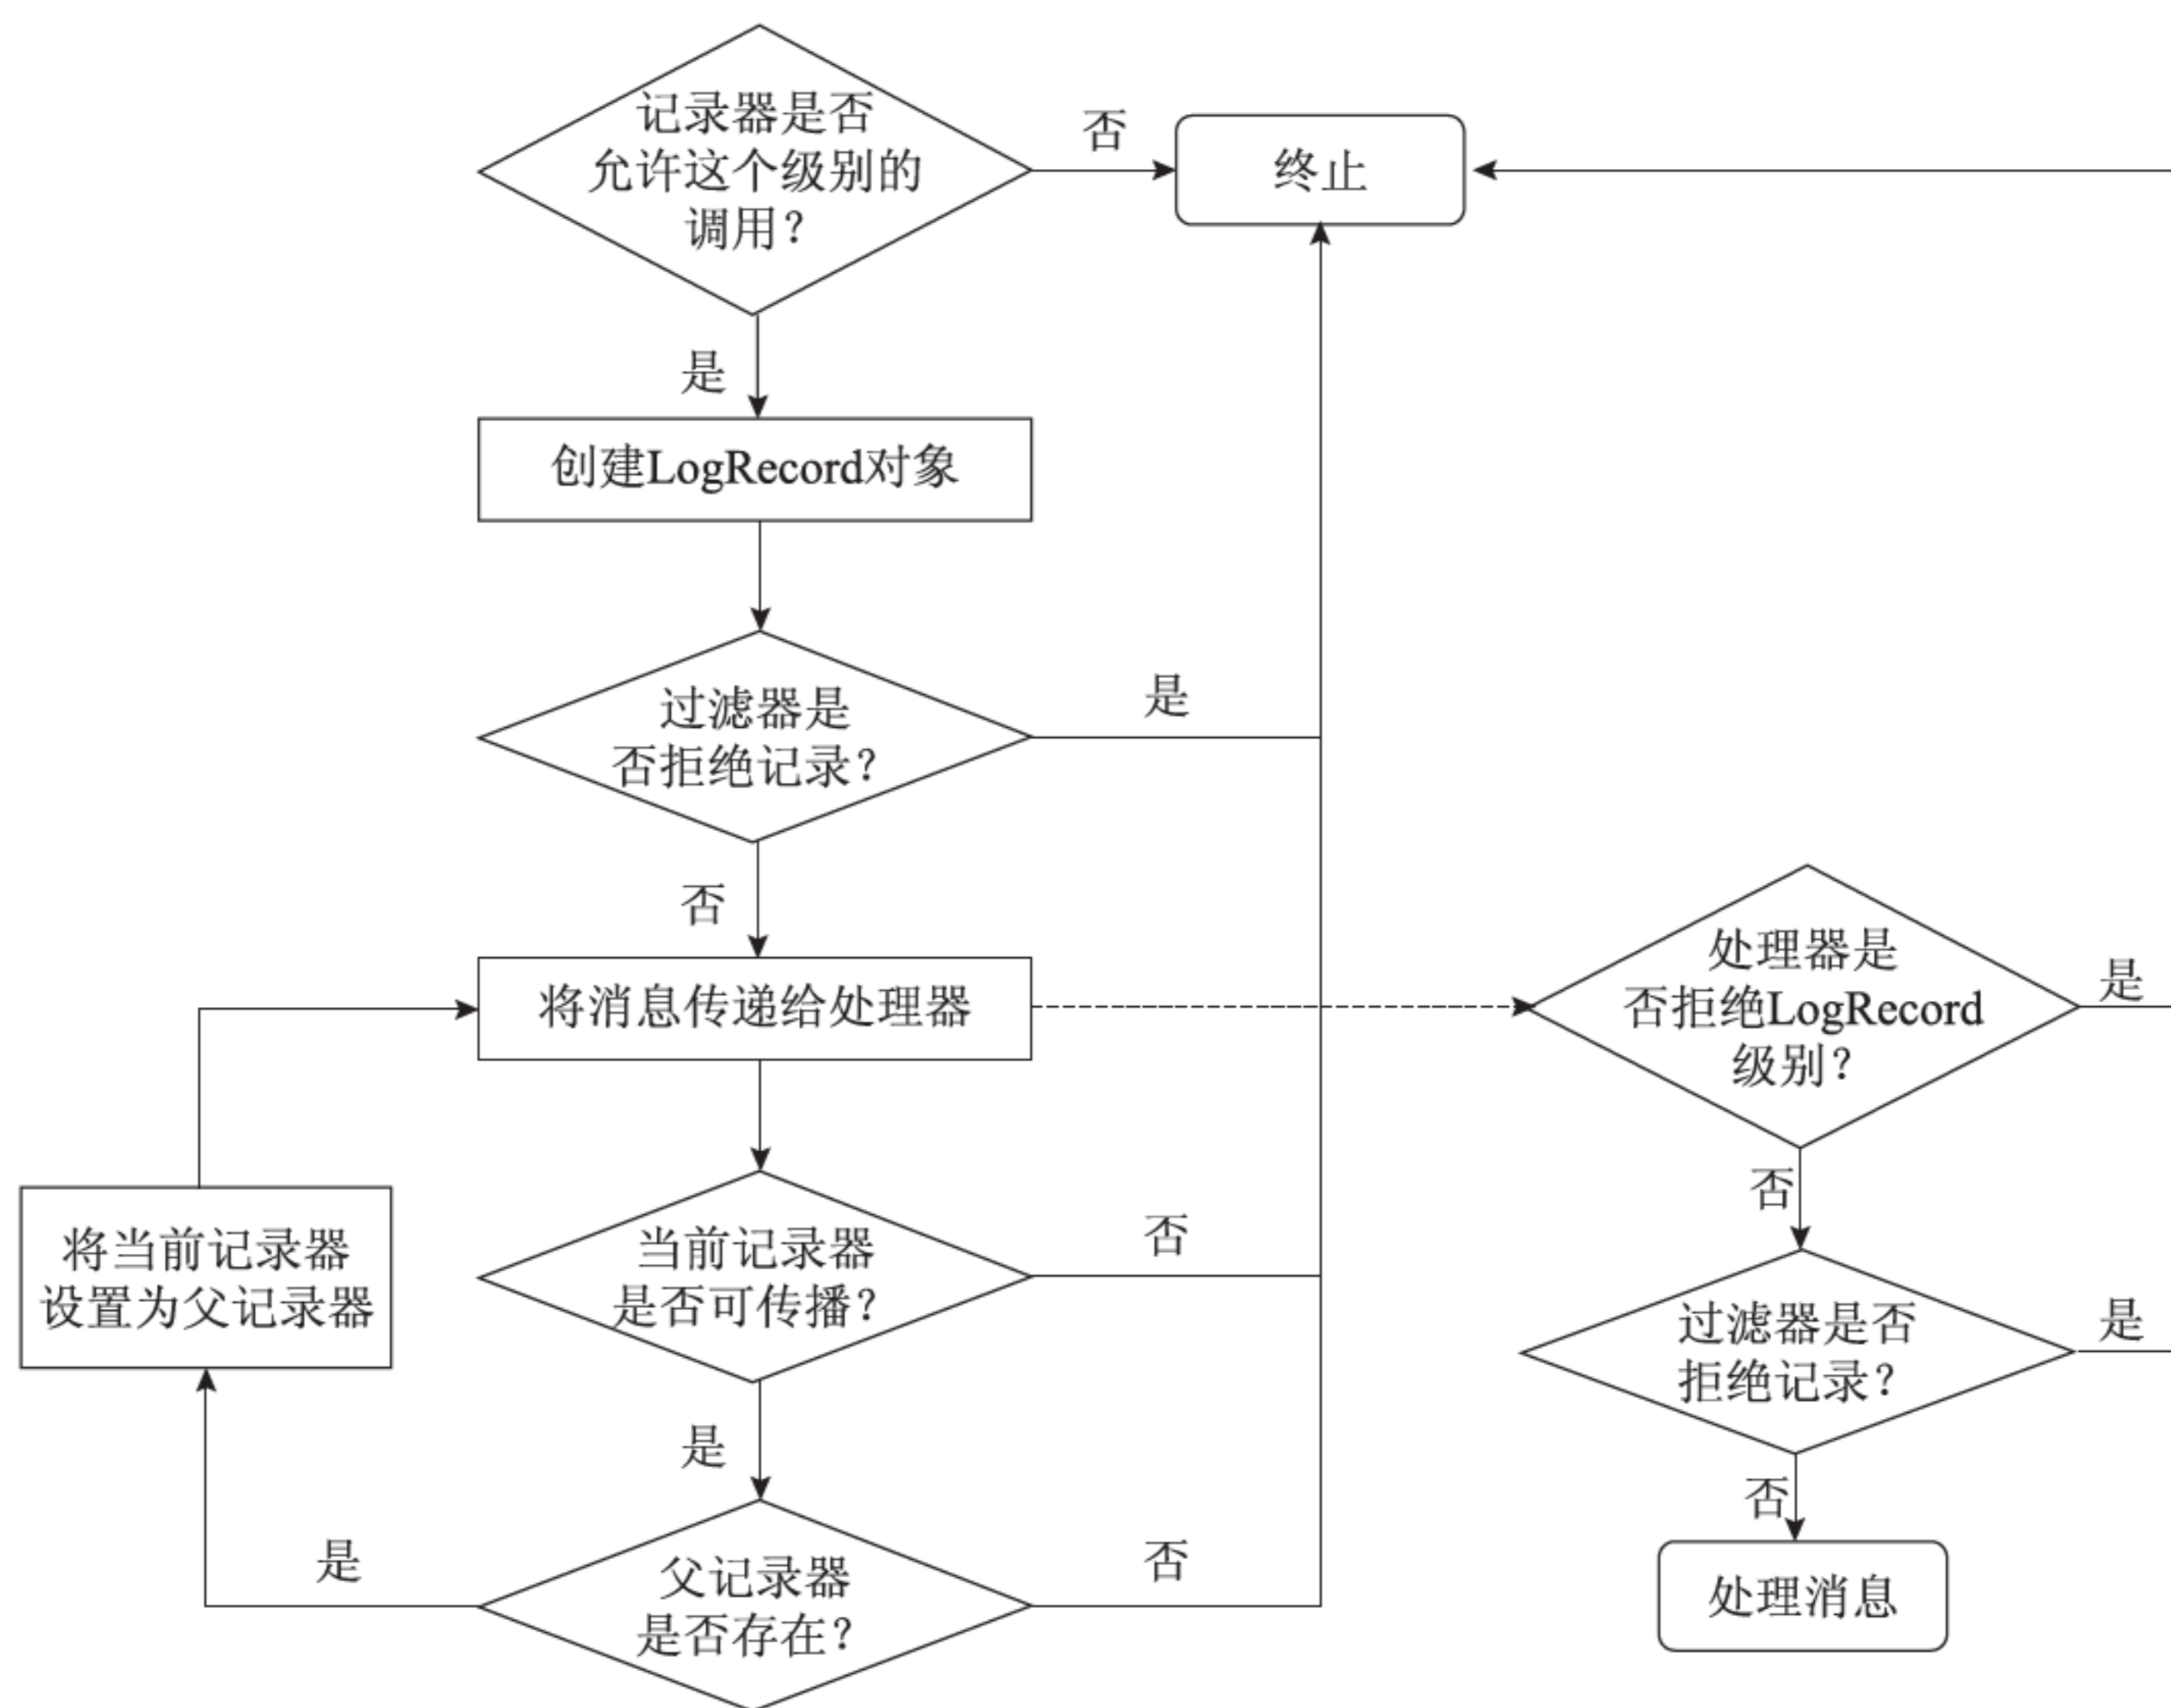 记录器是否
允许这个级别的
调用？
否
终止
是
创建LogRecord对象
过滤器是
否拒绝记录？
是
否
将消息传递给处理器
处理器是
否拒绝LogRecord
级别？
是
否
将当前记录器
设置为父记录器
当前记录器
是否可传播？
否
过滤器是否
拒绝记录？
是
是
否
父记录器
是否存在？
是
否
处理消息